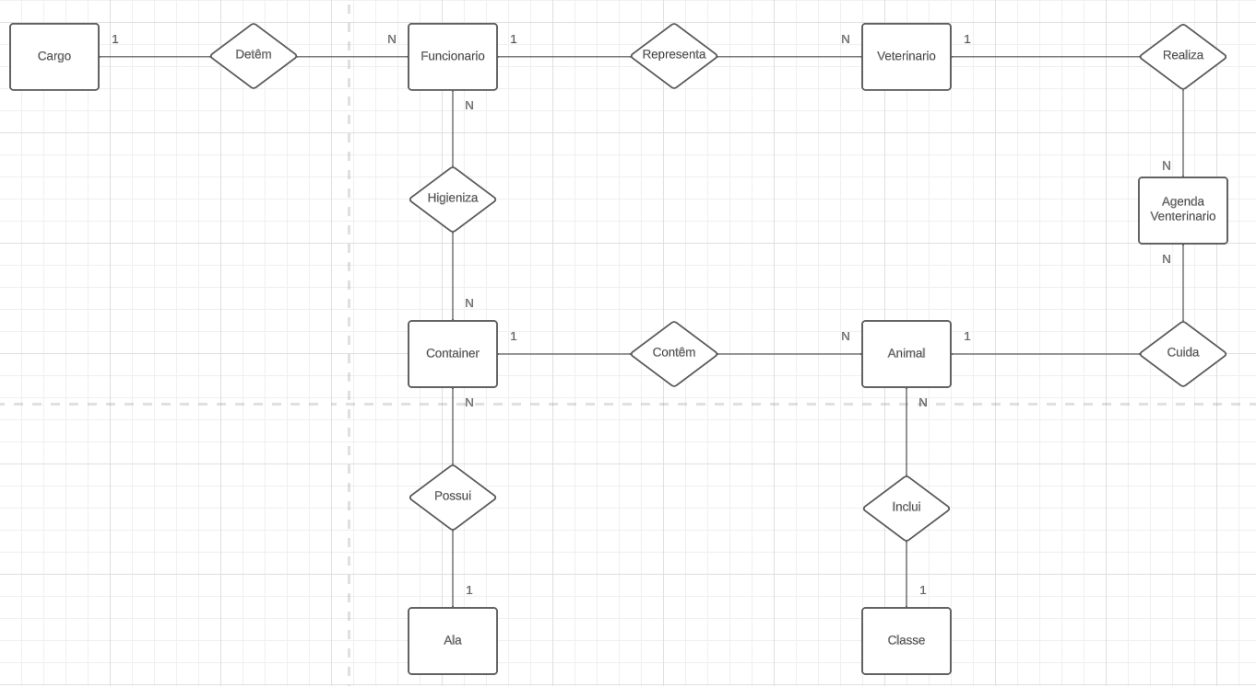 Cargo
1
Detêm
N
Funcionario
1
Representa
N
Veterinario
1
Realiza
N
Higieniza
N
N
Agenda
Venterinario
N
Container
1
Contêm
N
Animal
1
Cuida
N
N
Possui
Inclui
1
1
Ala
Classe